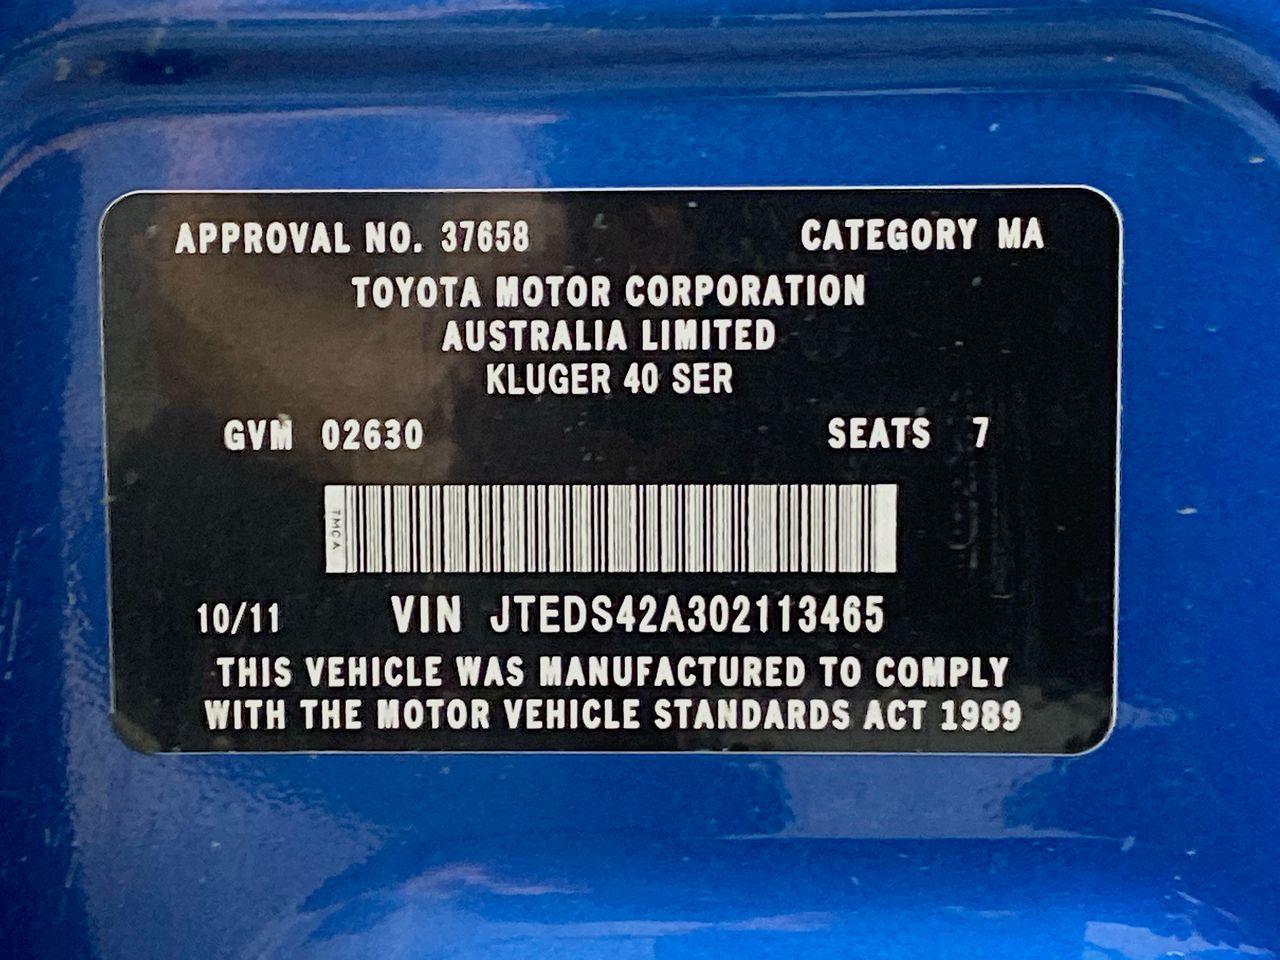 APPROVAL NO. 37658 CATEGORY MA
TOYOTA MOTOR CORPORATION
AUSTRALIA LIMITED
KLUGER 40 SER
GVM 02630 SEATS 7
TMCA
10/11 VIN JTEDS42A302113465
THIS VEHICLE WAS MANUFACTURED TO COMPLY
WITH THE MOTOR VEHICLE STANDARDS ACT 1989